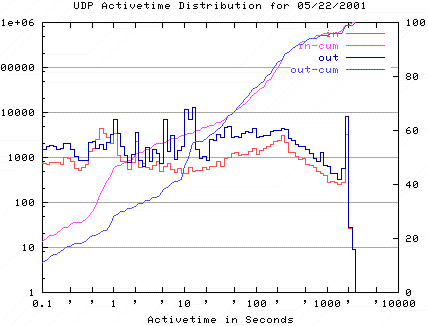 UDP Activetime Distribution for 05/22/2001
1e+06 100
in
in-cum
out
out-cum
100000 80
10000 60
1000 40
100 20
10
1 0
0.1 , , 1 , , 10 , , 100 , , 1000 , , 10000
Activetime in Seconds